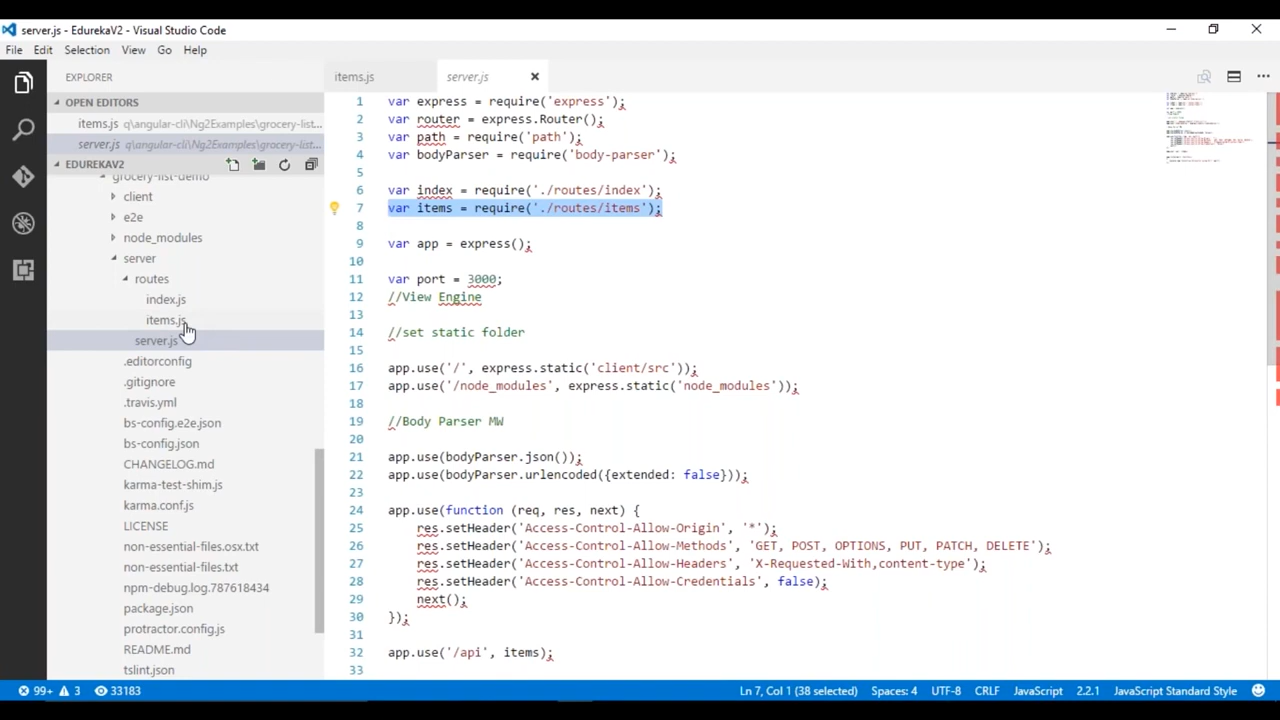 server.js - EdurekaV2 - Visual Studio Code
File Edit Selection View Go Help
EXPLORER
items.js
server.js
OPEN EDITORS
items.js q\angular-cli\Ng2Examples\grocery-list...
server.js q\angular-cli\Ng2Examples\grocery-list...
EDUREKAV2
grocery-list-demo
client
e2e
node_modules
server
routes
index.js
items.js
server.js
.editorconfig
.gitignore
.travis.yml
bs-config.e2e.json
bs-config.json
CHANGELOG.md
karma-test-shim.js
karma.conf.js
LICENSE
non-essential-files.osx.txt
non-essential-files.txt
npm-debug.log.787618434
package.json
protractor.config.js
README.md
tslint.json
1 var express = require('express');
2 var router = express.Router();
3 var path = require('path');
4 var bodyParser = require('body-parser');
5
6 var index = require('./routes/index');
7 var items = require('./routes/items');
8
9 var app = express();
10
11 var port = 3000;
12 //View Engine
13
14 //set static folder
15
16 app.use('/', express.static('client/src'));
17 app.use('/node_modules', express.static('node_modules'));
18
19 //Body Parser MW
20
21 app.use(bodyParser.json());
22 app.use(bodyParser.urlencoded({extended: false}));
23
24 app.use(function (req, res, next) {
25 res.setHeader('Access-Control-Allow-Origin', '*');
26 res.setHeader('Access-Control-Allow-Methods', 'GET, POST, OPTIONS, PUT, PATCH, DELETE');
27 res.setHeader('Access-Control-Allow-Headers', 'X-Requested-With,content-type');
28 res.setHeader('Access-Control-Allow-Credentials', false);
29 next();
30 });
31
32 app.use('/api', items);
33
99+ 3 33183 Ln 7, Col 1 (38 selected) Spaces: 4 UTF-8 CRLF JavaScript 2.2.1 JavaScript Standard Style